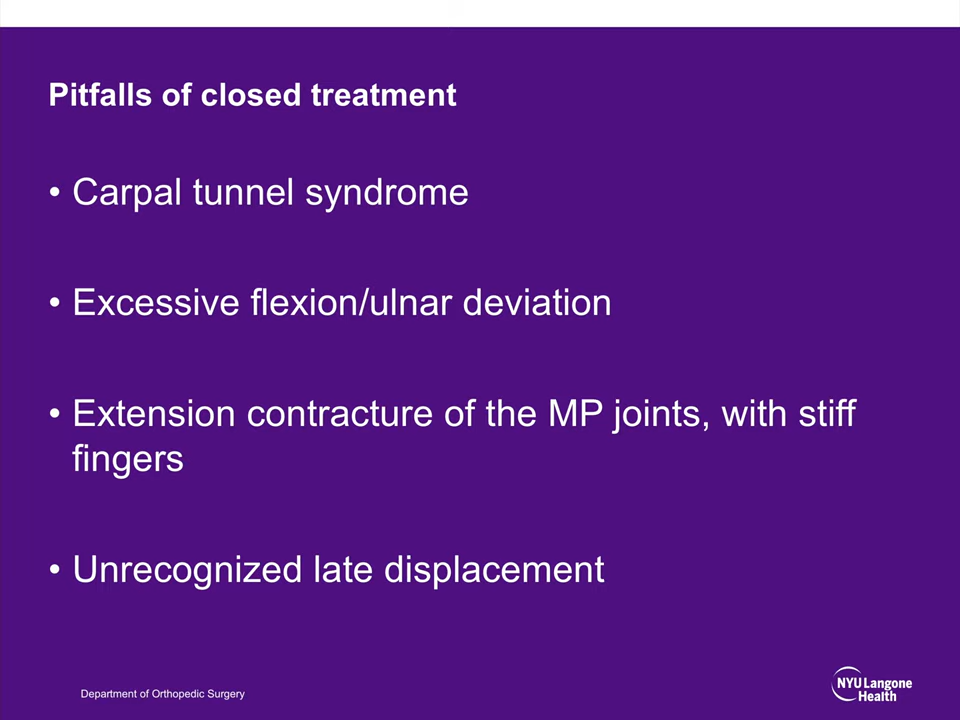 Pitfalls of closed treatment
• Carpal tunnel syndrome
• Excessive flexion/ulnar deviation
• Extension contracture of the MP joints, with stiff
fingers
• Unrecognized late displacement
Department of Orthopedic Surgery
NYU Langone
Health